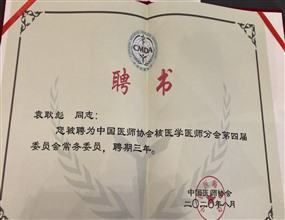 CMDA
聘书
袁耿彪 同志：
您被聘为中国医师协会核医学医师分会第四届
委员会常务委员，聘期三年。
中国医师协会
二〇二〇年八月